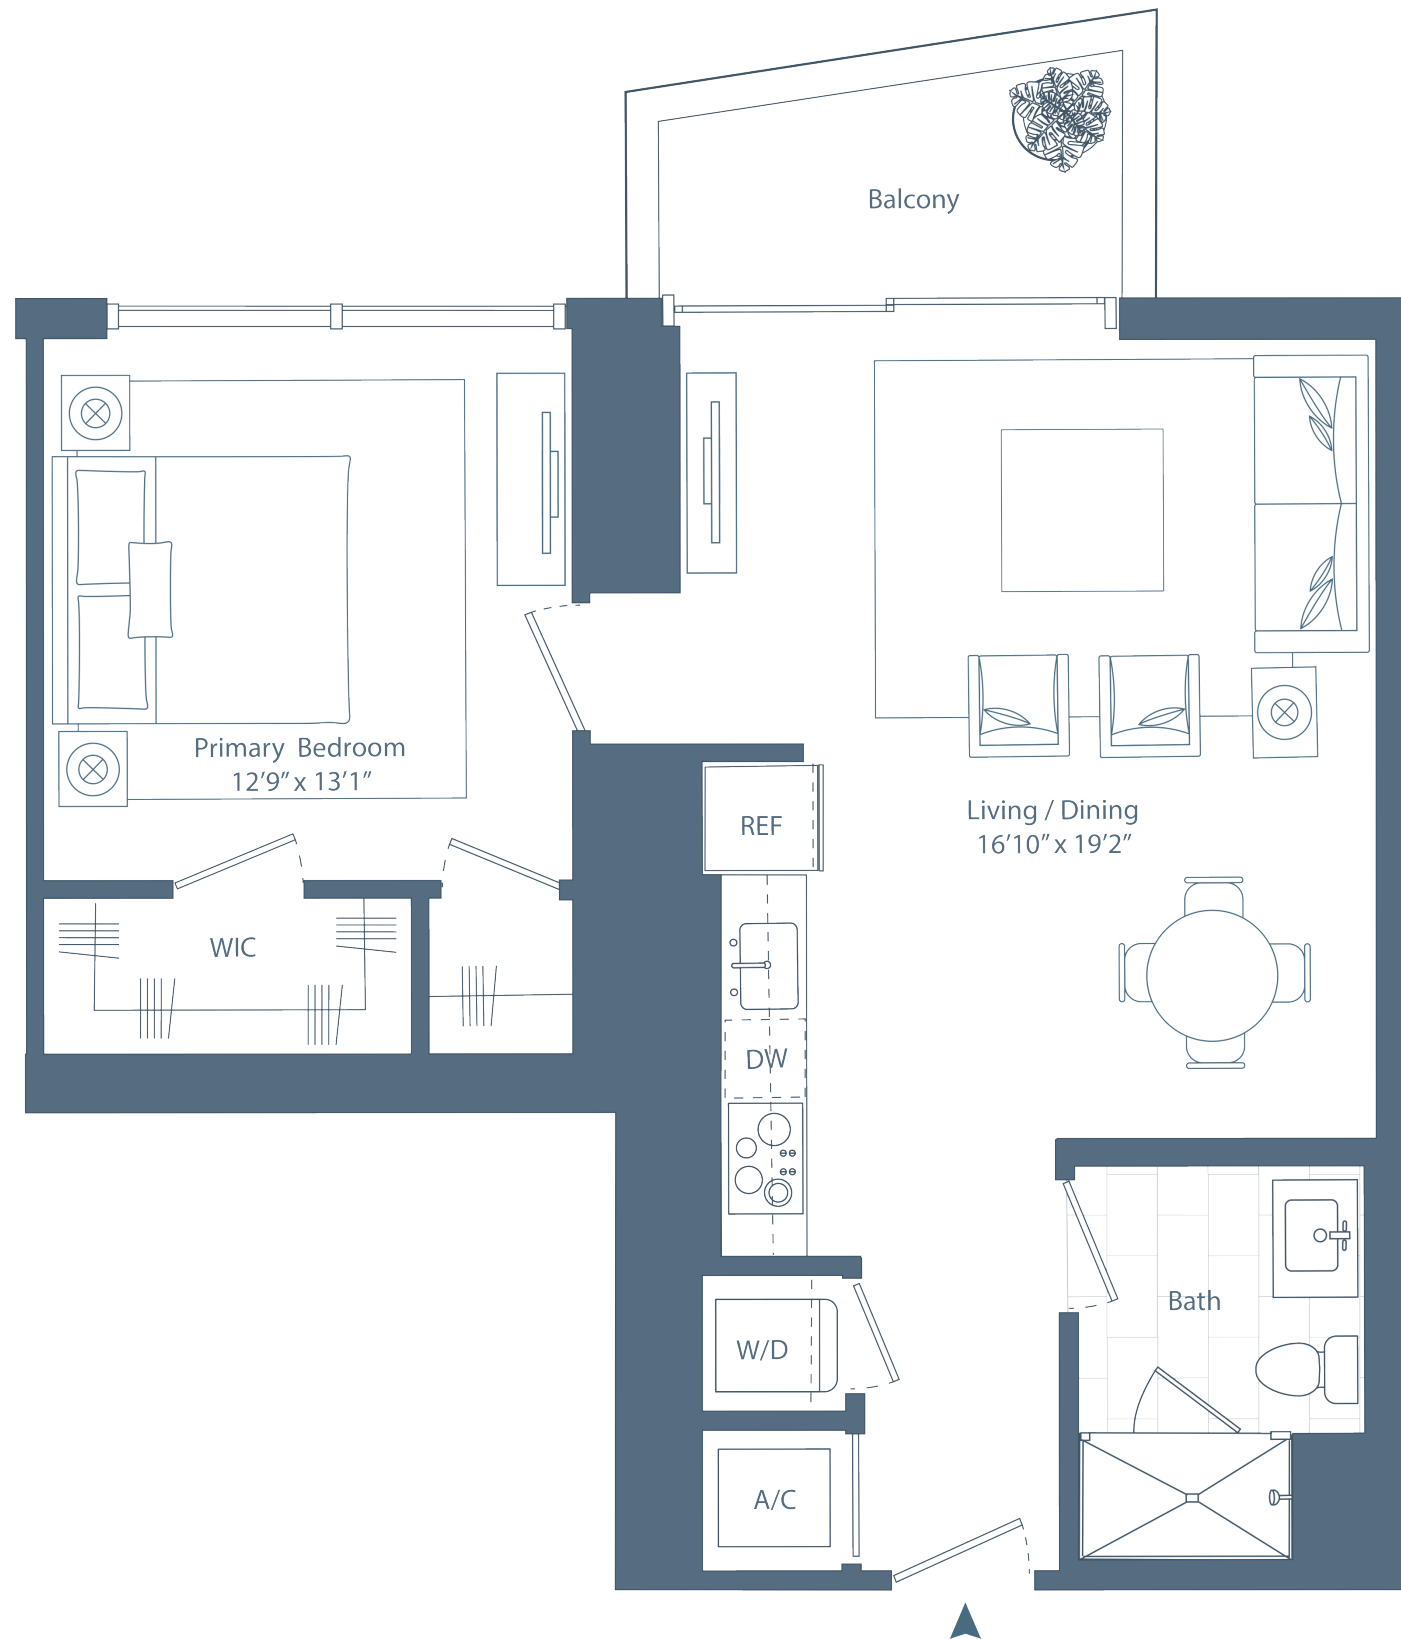 Balcony
Primary Bedroom
12’9” x 13’1”
REF
Living / Dining
16’10” x 19’2”
WIC
DW
Bath
W/D
A/C